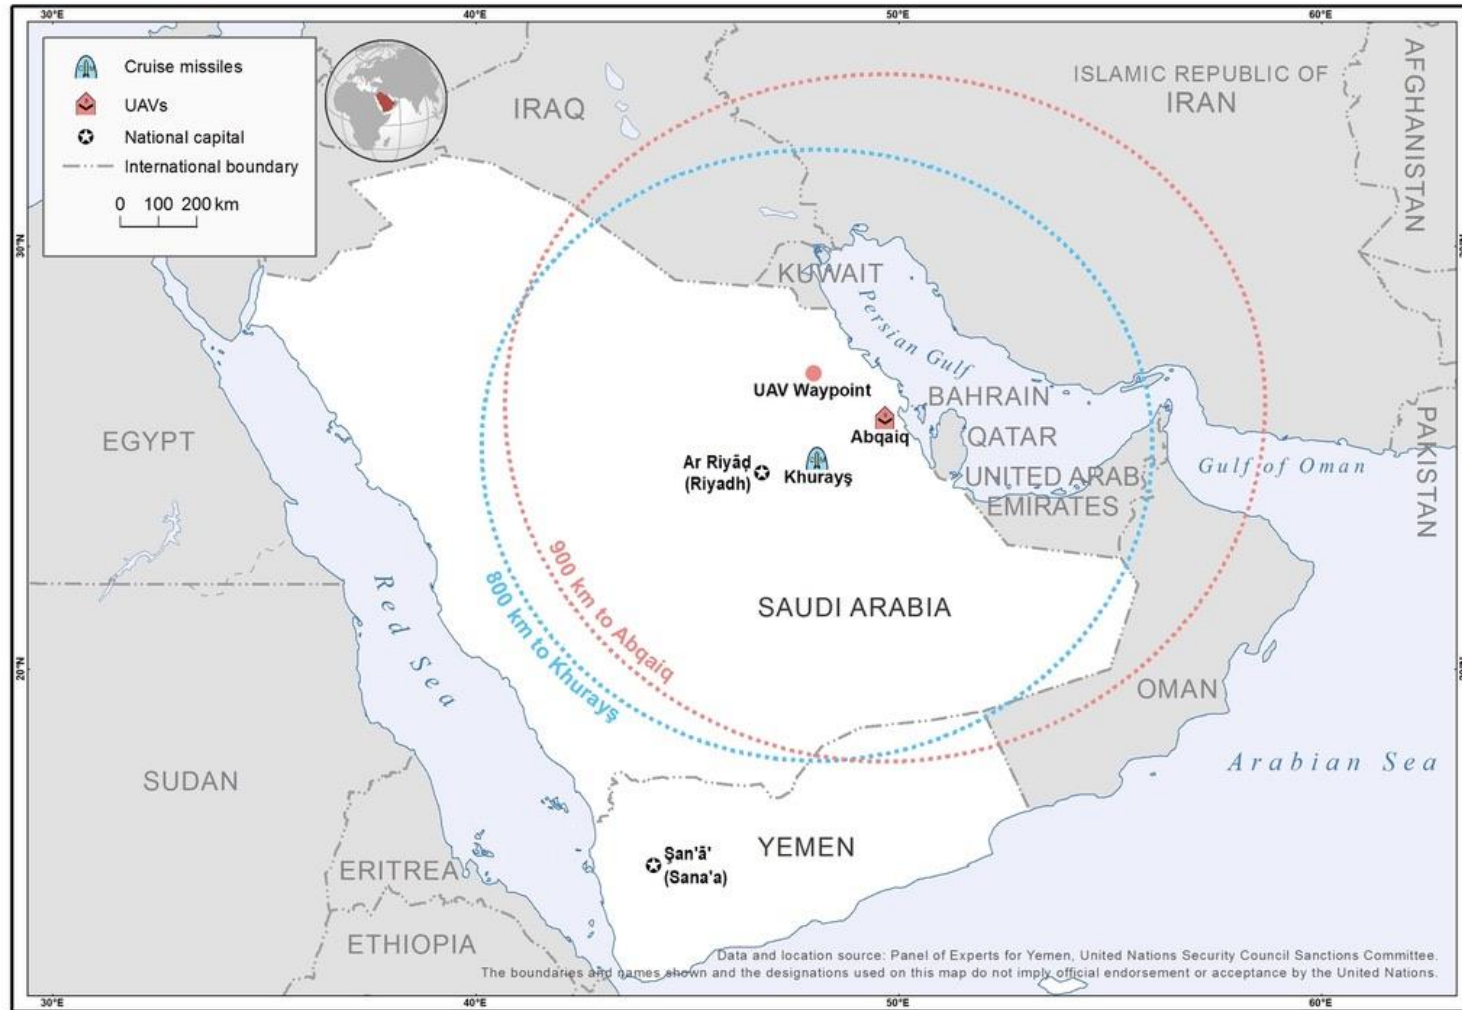 30°E
40°E
50°E
60°E
Cruise missiles
UAVs
National capital
International boundary
0 100 200 km
IRAQ
ISLAMIC REPUBLIC OF
IRAN
AFGHANISTAN
30°N
KUWAIT
Persian Gulf
UAV Waypoint
BAHRAIN
Abqaiq
QATAR
EGYPT
PAKISTAN
Ar Riyāḍ
(Riyadh)
Khurayş
UNITED ARAB
EMIRATES
Gulf of Oman
900 km to Abqaiq
800 km to Khurayş
Red Sea
SAUDI ARABIA
20°N
OMAN
SUDAN
Arabian Sea
YEMEN
Şan'ā'
(Sana'a)
ERITREA
ETHIOPIA
Data and location source: Panel of Experts for Yemen, United Nations Security Council Sanctions Committee.
The boundaries and names shown and the designations used on this map do not imply official endorsement or acceptance by the United Nations.
30°E
40°E
50°E
60°E